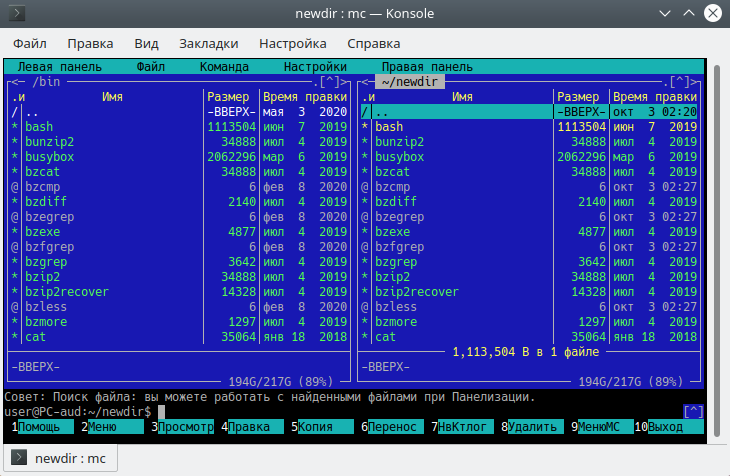 newdir : mc — Konsole
Файл Правка Вид Закладки Настройка Справка
Левая панель Файл Команда Настройки Правая панель
<— /bin .[^]> <— ~/newdir .[^]>
.и Имя Размер Время правки .и Имя Размер Время правки
/ .. –ВВЕРХ– мая 3 2020 / .. –ВВЕРХ– окт 3 02:20
* bash 1113504 июн 7 2019 * bash 1113504 июн 7 2019
* bunzip2 34888 июл 4 2019 * bunzip2 34888 июл 4 2019
* busybox 2062296 мар 6 2019 * busybox 2062296 мар 6 2019
* bzcat 34888 июл 4 2019 * bzcat 34888 июл 4 2019
@ bzcmp 6 фев 8 2020 @ bzcmp 6 окт 3 02:27
* bzdiff 2140 июл 4 2019 * bzdiff 2140 июл 4 2019
@ bzegrep 6 фев 8 2020 @ bzegrep 6 окт 3 02:27
* bzexe 4877 июл 4 2019 * bzexe 4877 июл 4 2019
@ bzfgrep 6 фев 8 2020 @ bzfgrep 6 окт 3 02:27
* bzgrep 3642 июл 4 2019 * bzgrep 3642 июл 4 2019
* bzip2 34888 июл 4 2019 * bzip2 34888 июл 4 2019
* bzip2recover 14328 июл 4 2019 * bzip2recover 14328 июл 4 2019
@ bzless 6 фев 8 2020 @ bzless 6 окт 3 02:27
* bzmore 1297 июл 4 2019 * bzmore 1297 июл 4 2019
* cat 35064 янв 18 2018 * cat 35064 янв 18 2018
1,113,504 B в 1 файле
–ВВЕРХ– –ВВЕРХ–
194G/217G (89%) 194G/217G (89%)
Совет: Поиск файла: вы можете работать с найденными файлами при Панелизации.
user@PC-aud:~/newdir$ [^]
1Помощь 2Меню 3Просмотр 4Правка 5Копия 6Перенос 7НвКтлог 8Удалить 9МенюМС 10Выход
newdir : mc